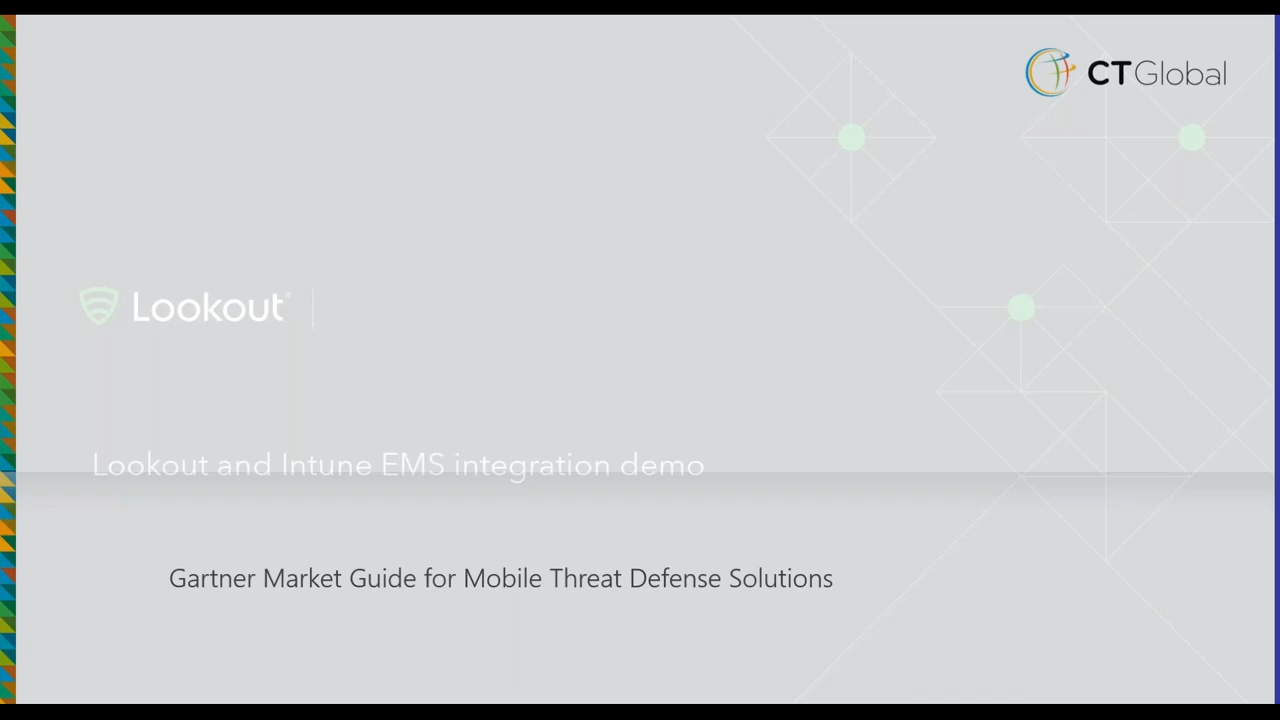 CTGlobal
Lookout®
Lookout and Intune EMS integration demo
Gartner Market Guide for Mobile Threat Defense Solutions